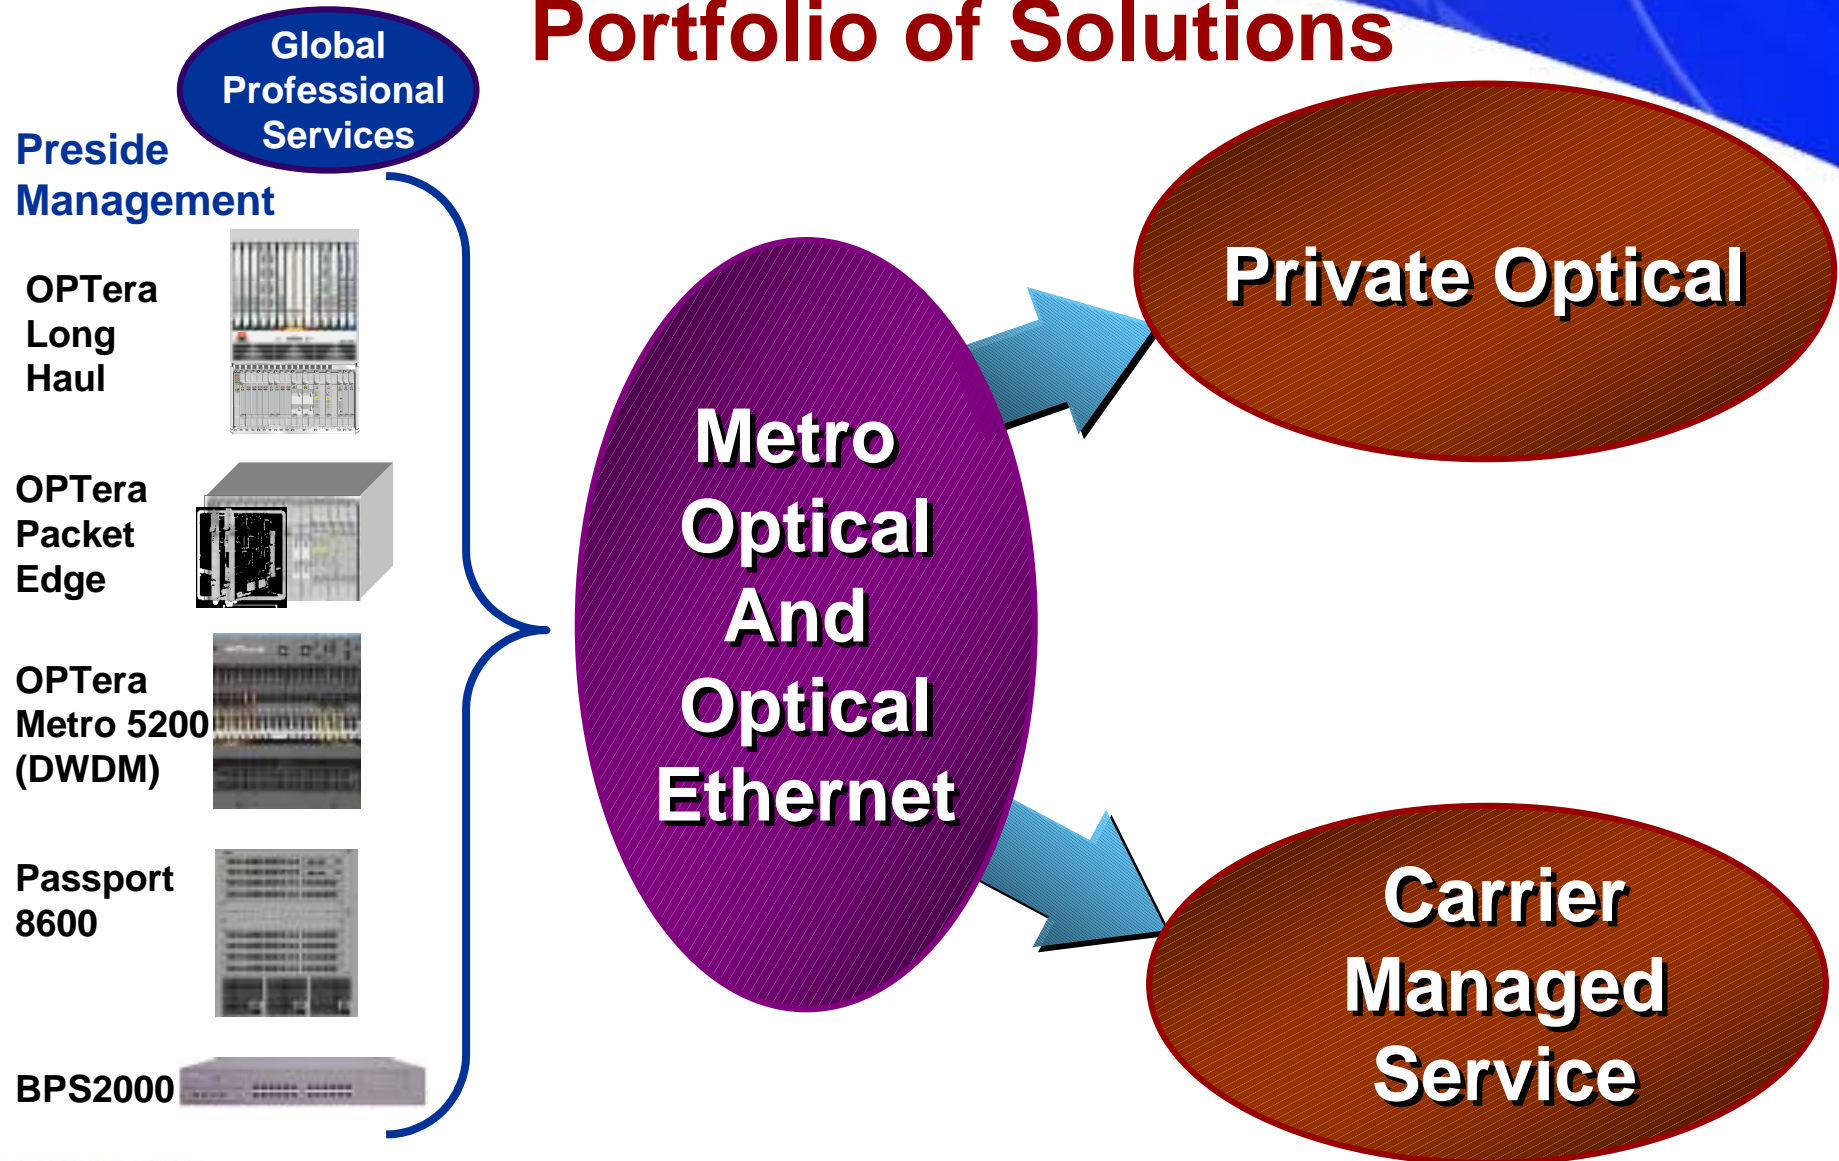 Portfolio of Solutions
Global
Professional
Services
Preside
Management
OPTera
Long
Haul
OPTera
Packet
Edge
OPTera
Metro 5200
(DWDM)
Passport
8600
BPS2000
Metro
Optical
And
Optical
Ethernet
Private Optical
Carrier
Managed
Service